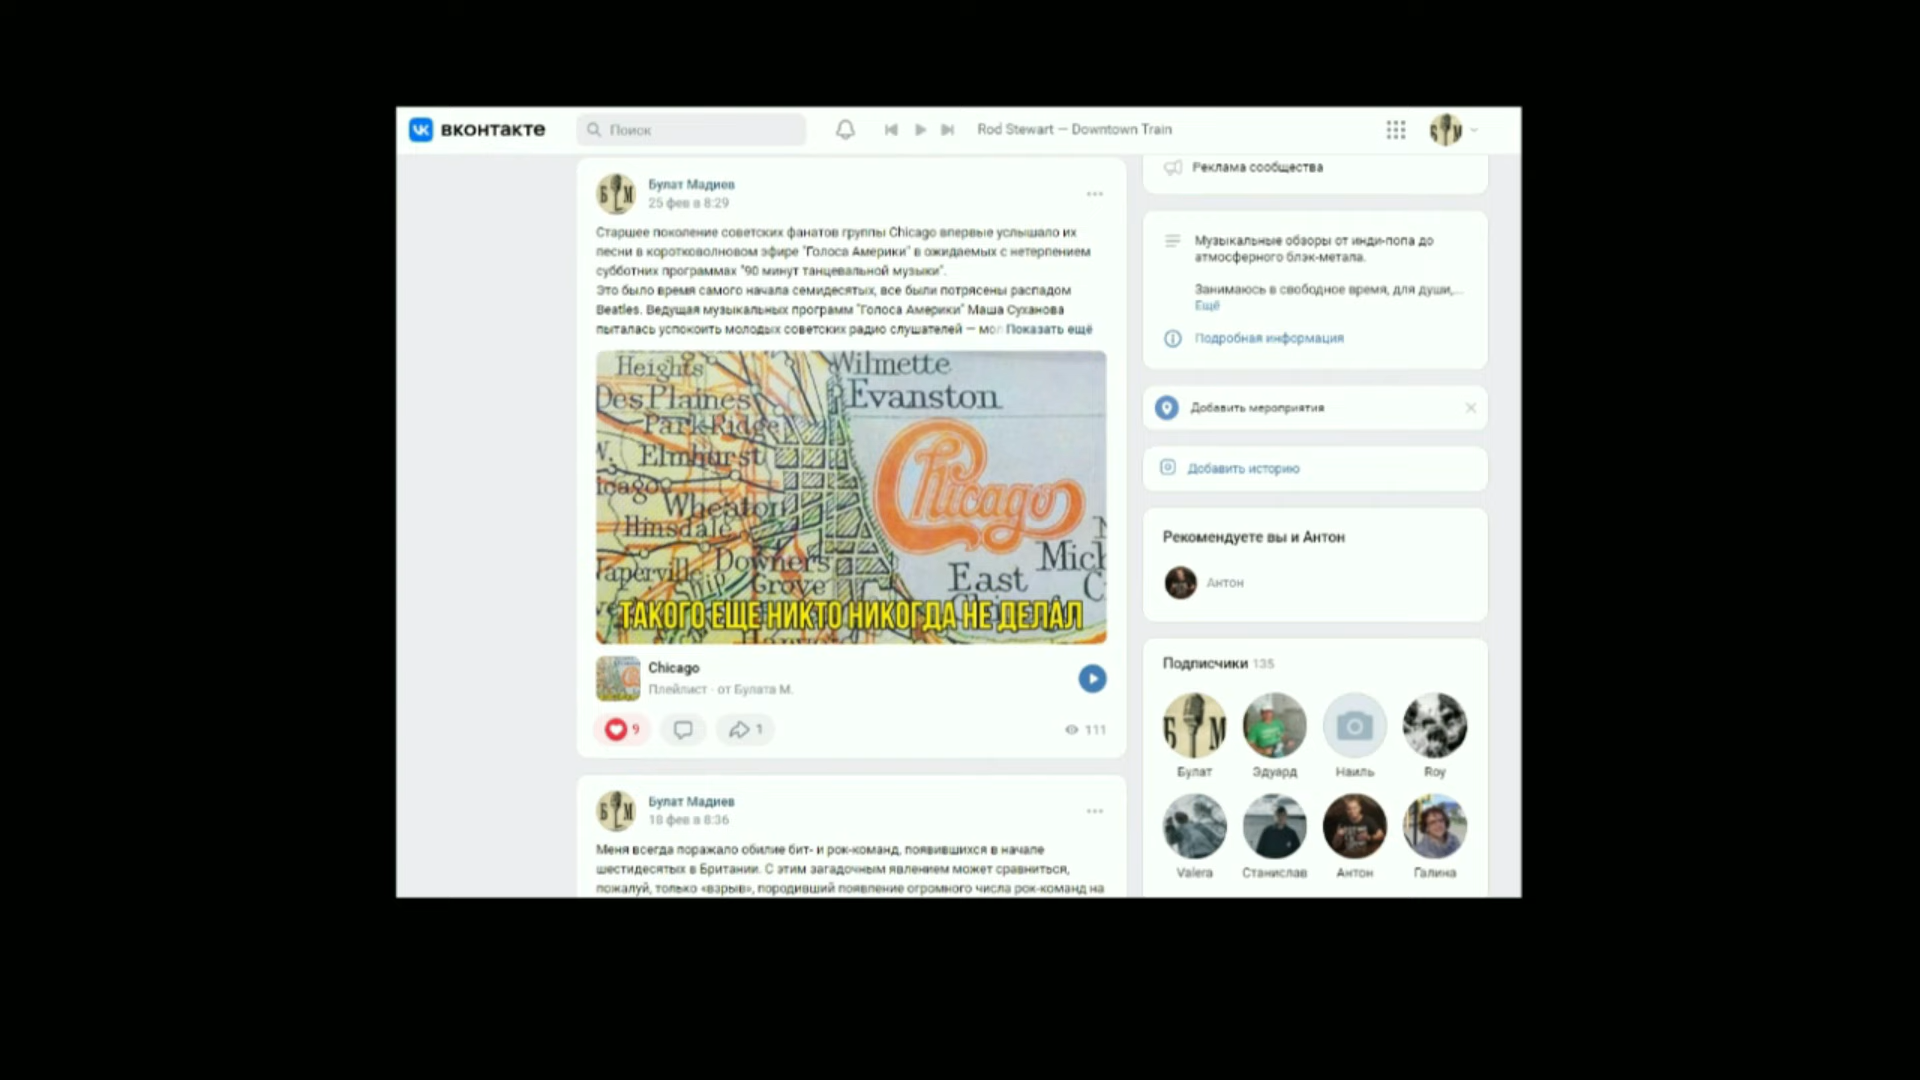 вконтакте
Поиск
Rod Stewart — Downtown Train
Булат Мадиев
25 фев в 8:29
Старшее поколение советских фанатов группы Chicago впервые услышало их
песни в коротковолновом эфире "Голоса Америки" в ожидаемых с нетерпением
субботних программах "90 минут танцевальной музыки".
Это было время самого начала семидесятых, все были потрясены распадом
Beatles. Ведущая музыкальных программ "Голоса Америки" Маша Суханова
пыталась успокоить молодых советских радио слушателей — мол Показать ещё
Heights
Wilmette
Des Plaines
Evanston
Park Ridge
Elmhurst
Chicago
icago
Wheaton
Hinsdale
Downers
Grove
Naperville
East
Mich
ТАКОГО ЕЩЕ НИКТО НИКОГДА НЕ ДЕЛАЛ
Chicago
Плейлист · от Булата М.
9
1
111
Булат Мадиев
18 фев в 8:36
Меня всегда поражало обилие бит- и рок-команд, появившихся в начале
шестидесятых в Британии. С этим загадочным явлением может сравниться,
пожалуй, только «взрыв», породивший появление огромного числа рок-команд на
Реклама сообщества
Музыкальные обзоры от инди-попа до
атмосферного блэк-метала.
Занимаюсь в свободное время, для души,...
Ещё
Подробная информация
Добавить мероприятия
Добавить историю
Рекомендуете вы и Антон
Антон
Подписчики 135
Булат
Эдуард
Наиль
Roy
Valera
Станислав
Антон
Галина